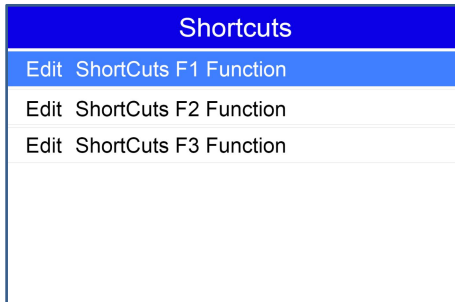 Shortcuts
Edit ShortCuts F1 Function
Edit ShortCuts F2 Function
Edit ShortCuts F3 Function